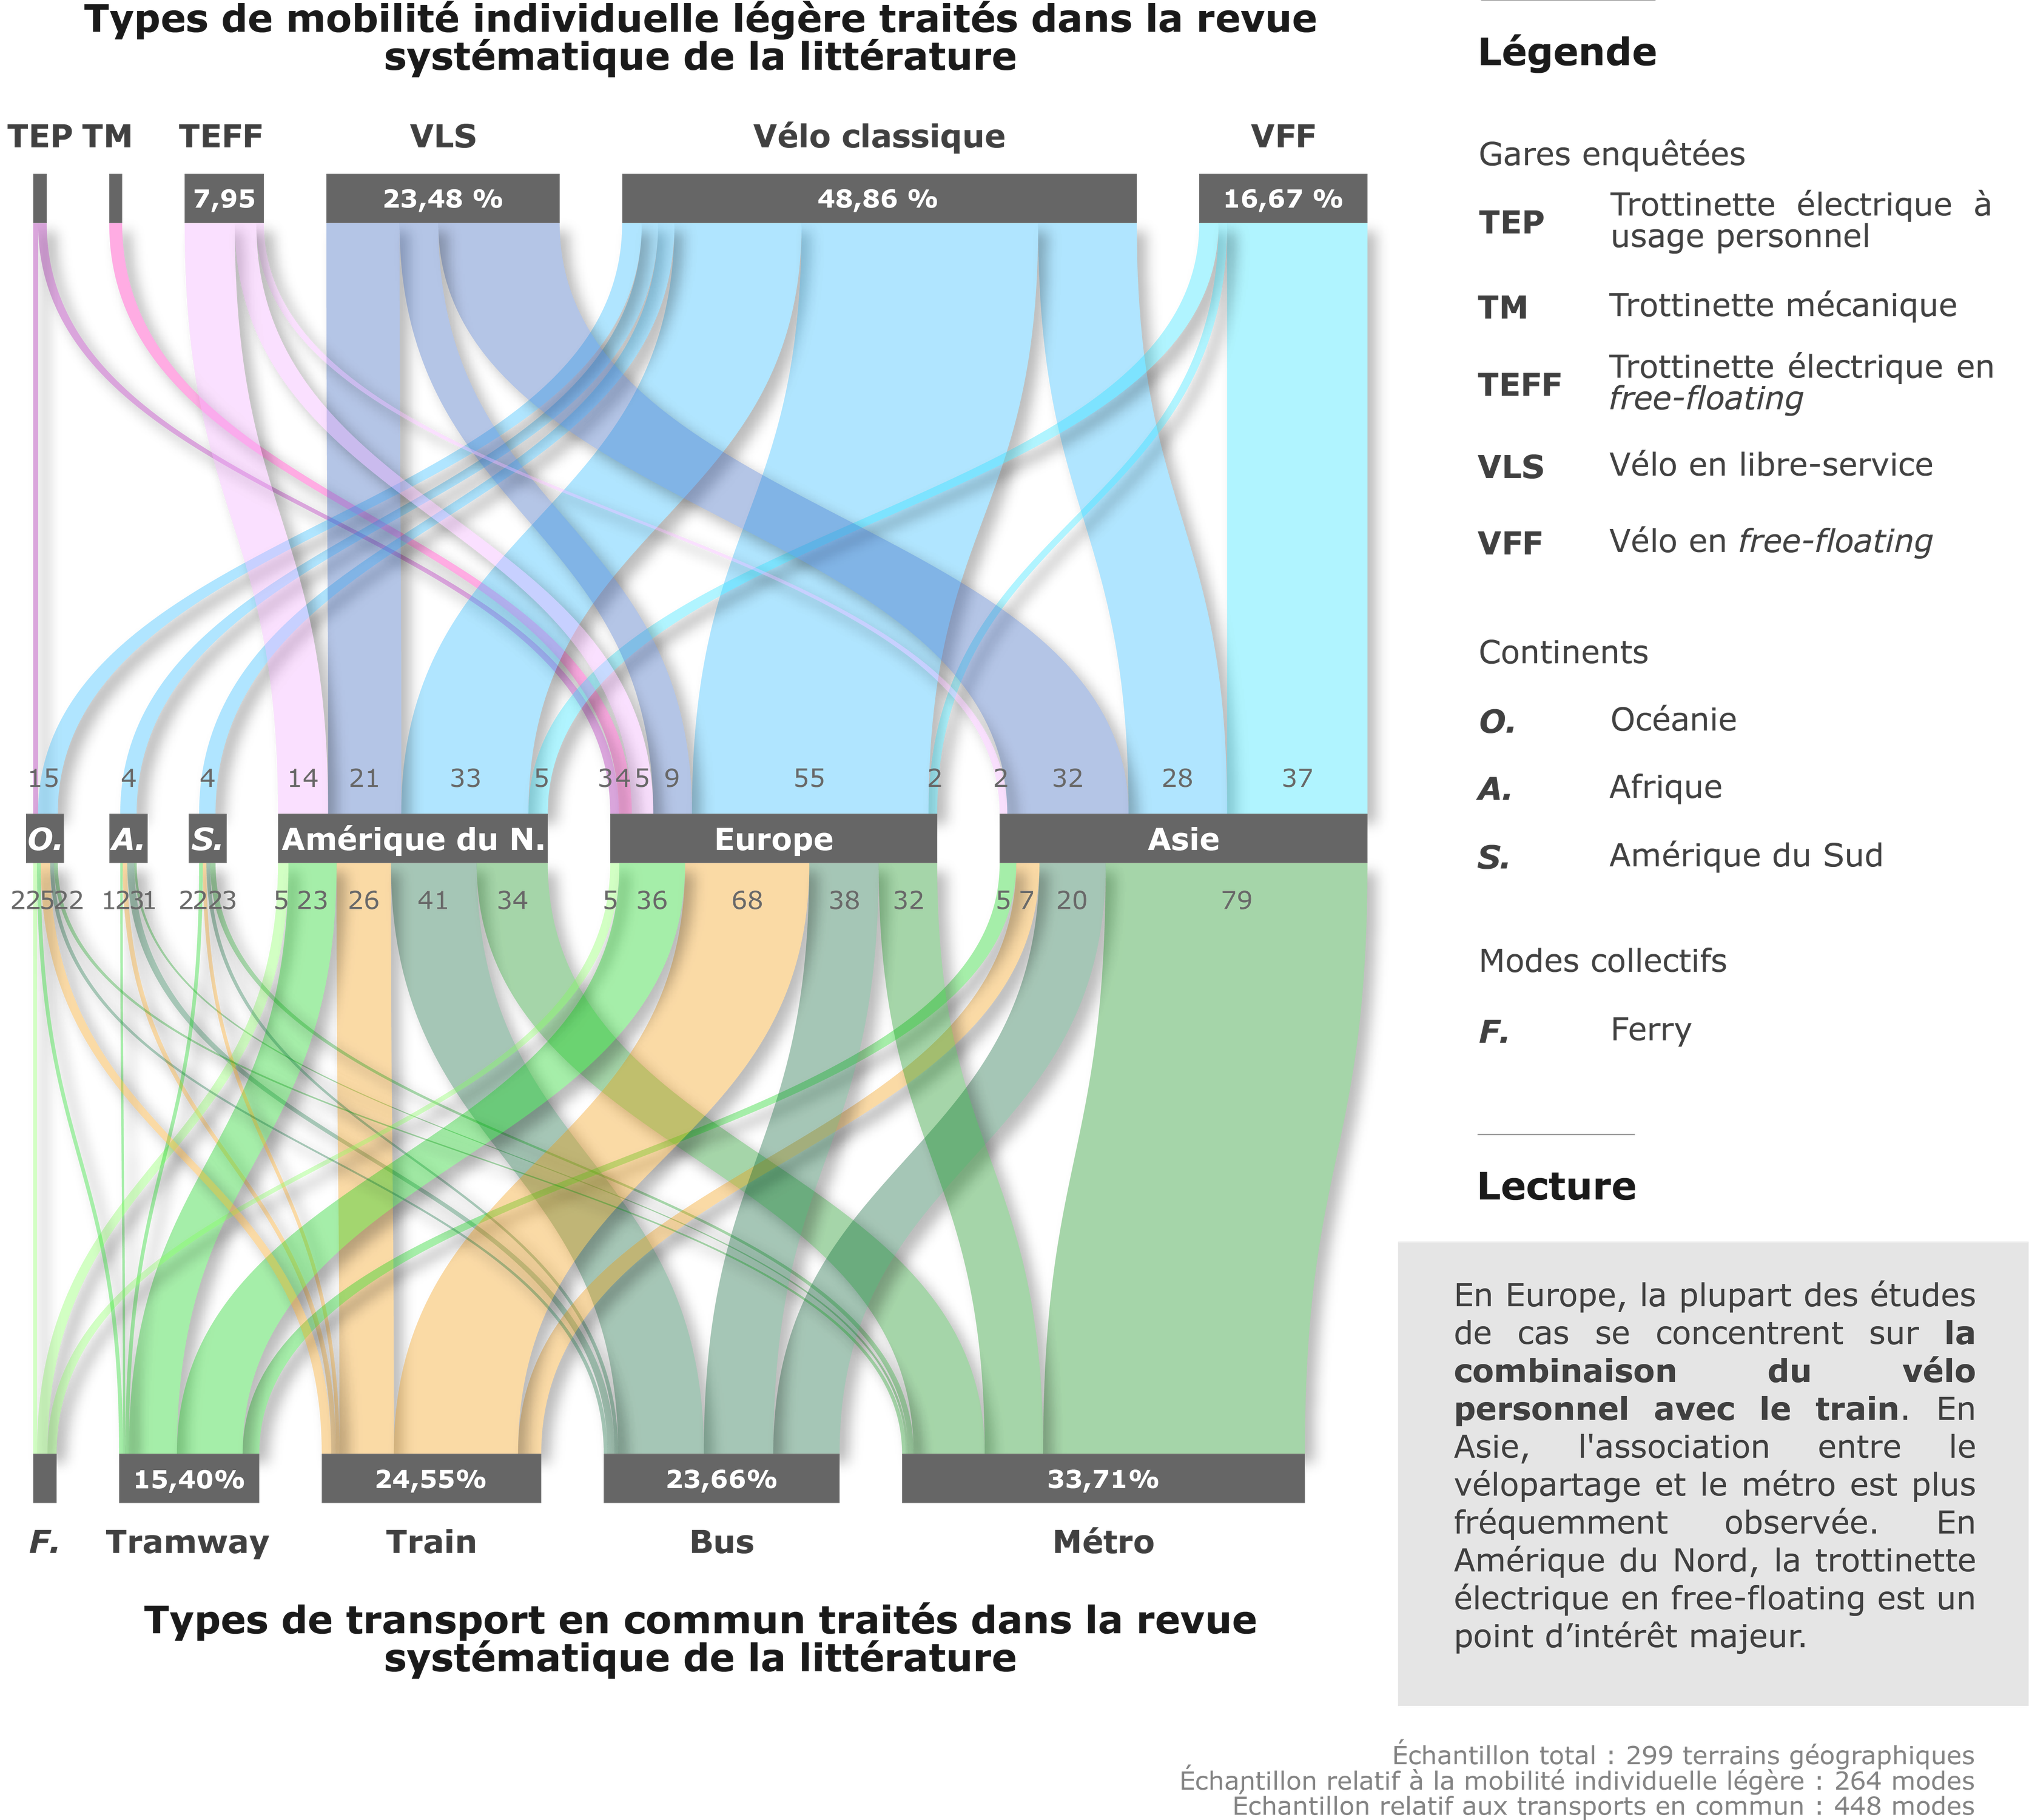 Types de mobilité individuelle légère traités dans la revue
systématique de la littérature
TEP TM TEFF VLS Vélo classique VFF
7,95 23,48 % 48,86 % 16,67 %
15 4 4 14 21 33 5 3 4 5 9 55 2 2 32 28 37
O. A. S. Amérique du N. Europe Asie
22522 1231 2223 5 23 26 41 34 5 36 68 38 32 5 7 20 79
15,40% 24,55% 23,66% 33,71%
F. Tramway Train Bus Métro
Types de transport en commun traités dans la revue
systématique de la littérature
Légende
Gares enquêtées
TEP Trottinette électrique à
usage personnel
TM Trottinette mécanique
TEFF Trottinette électrique en
free-floating
VLS Vélo en libre-service
VFF Vélo en free-floating
Continents
O. Océanie
A. Afrique
S. Amérique du Sud
Modes collectifs
F. Ferry
Lecture
En Europe, la plupart des études
de cas se concentrent sur la
combinaison du vélo
personnel avec le train. En
Asie, l'association entre le
vélopartage et le métro est plus
fréquemment observée. En
Amérique du Nord, la trottinette
électrique en free-floating est un
point d’intérêt majeur.
Échantillon total : 299 terrains géographiques
Échantillon relatif à la mobilité individuelle légère : 264 modes
Échantillon relatif aux transports en commun : 448 modes